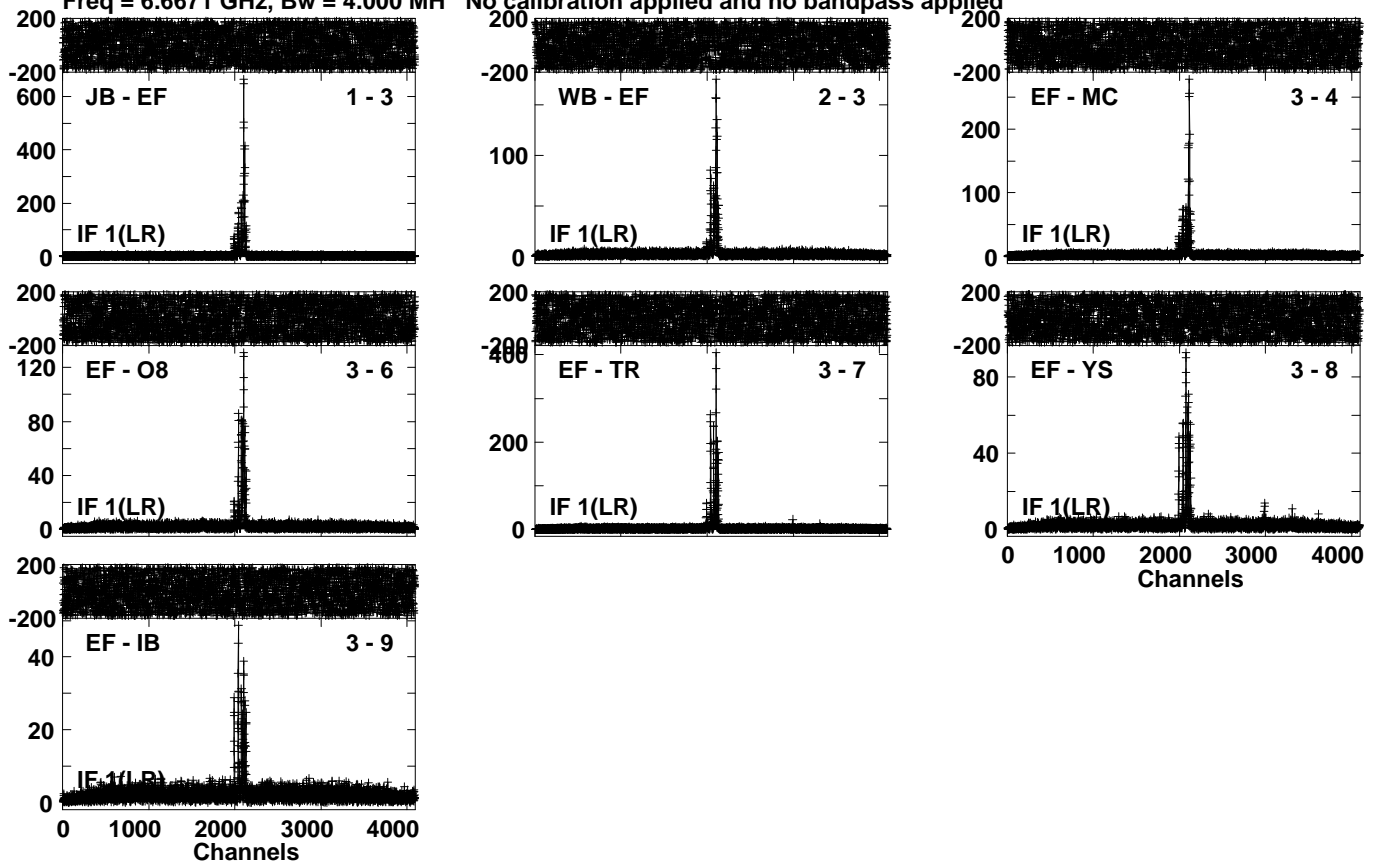 Freq = 6.6671 GHz, Bw = 4.000 MH No calibration applied and no bandpass applied
200
-200
600
400
200
0
JB - EF 1 - 3
IF 1(LR)
200
-200
100
0
WB - EF 2 - 3
IF 1(LR)
200
-200
200
100
0
EF - MC 3 - 4
IF 1(LR)
200
-200
120
80
40
0
EF - O8 3 - 6
IF 1(LR)
200
-200
400
200
0
EF - TR 3 - 7
IF 1(LR)
200
-200
80
40
0
EF - YS 3 - 8
IF 1(LR)
0 1000 2000 3000 4000
Channels
200
-200
40
20
0
EF - IB 3 - 9
IF 1(LR)
0 1000 2000 3000 4000
Channels